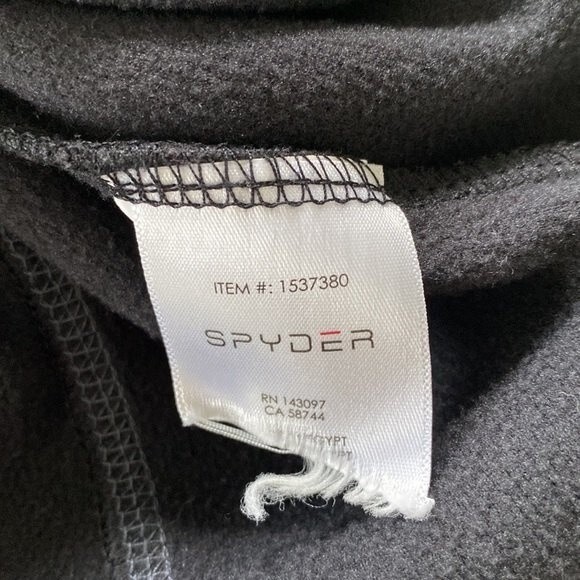 ITEM #: 1537380
SPYDER
RN 143097
CA 58744